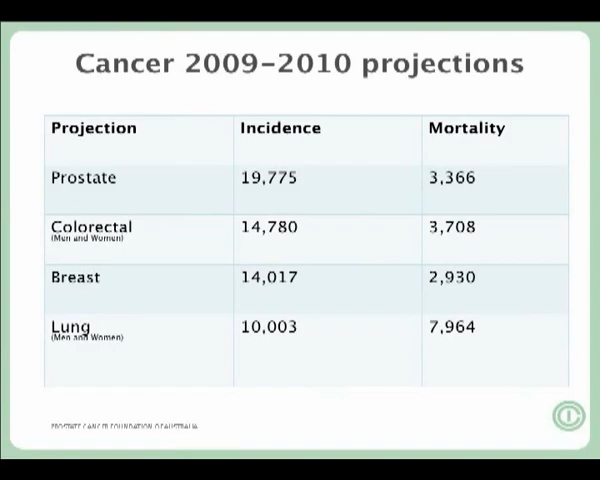 Cancer 2009-2010 projections
Projection Incidence Mortality
Prostate 19,775 3,366
Colorectal 14,780 3,708
(Men and Women)
Breast 14,017 2,930
Lung 10,003 7,964
(Men and Women)
PROSTATE CANCER FOUNDATION OF AUSTRALIA